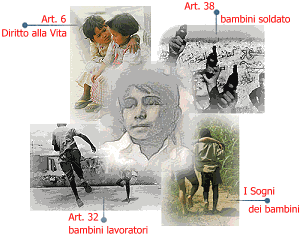 Art. 6
Diritto alla Vita
Art. 38
bambini soldato
I Sogni
dei bambini
Art. 32
bambini lavoratori